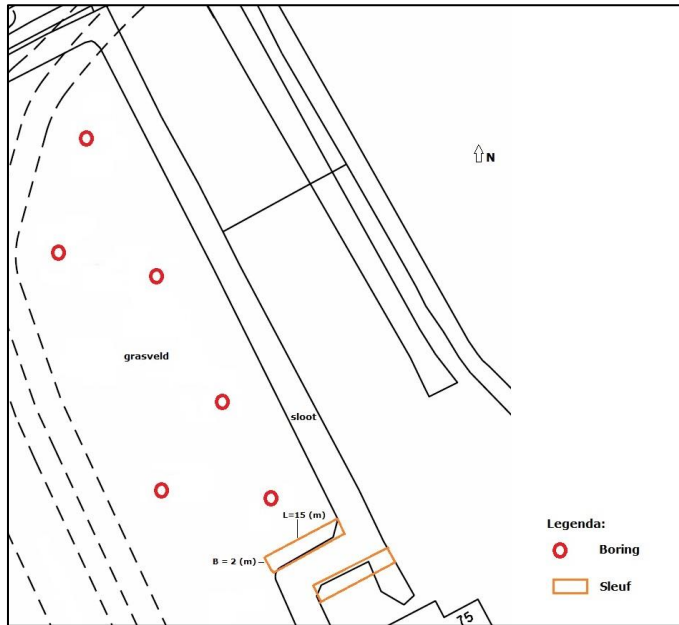 N
grasveld
sloot
L=15 (m)
B = 2 (m)
Legenda:
Boring
Sleuf
75